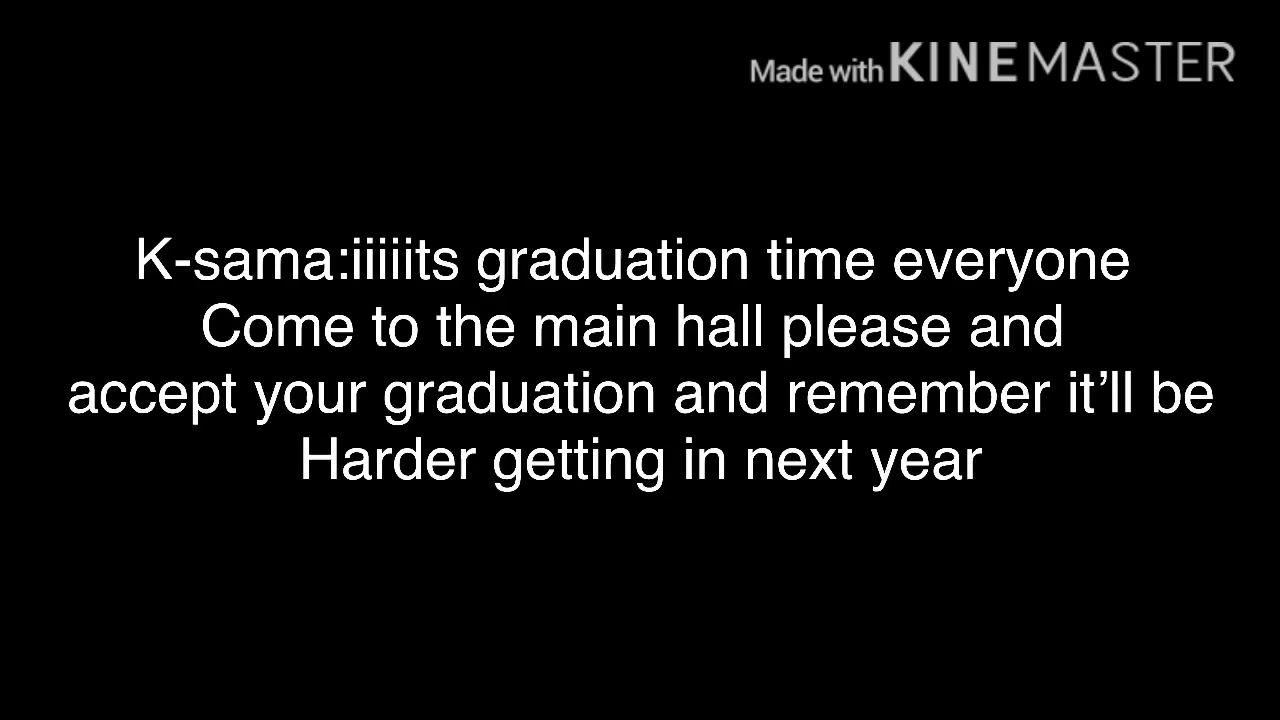 Made with KINEMASTER
K-sama:iiiiits graduation time everyone
Come to the main hall please and
accept your graduation and remember it’ll be
Harder getting in next year